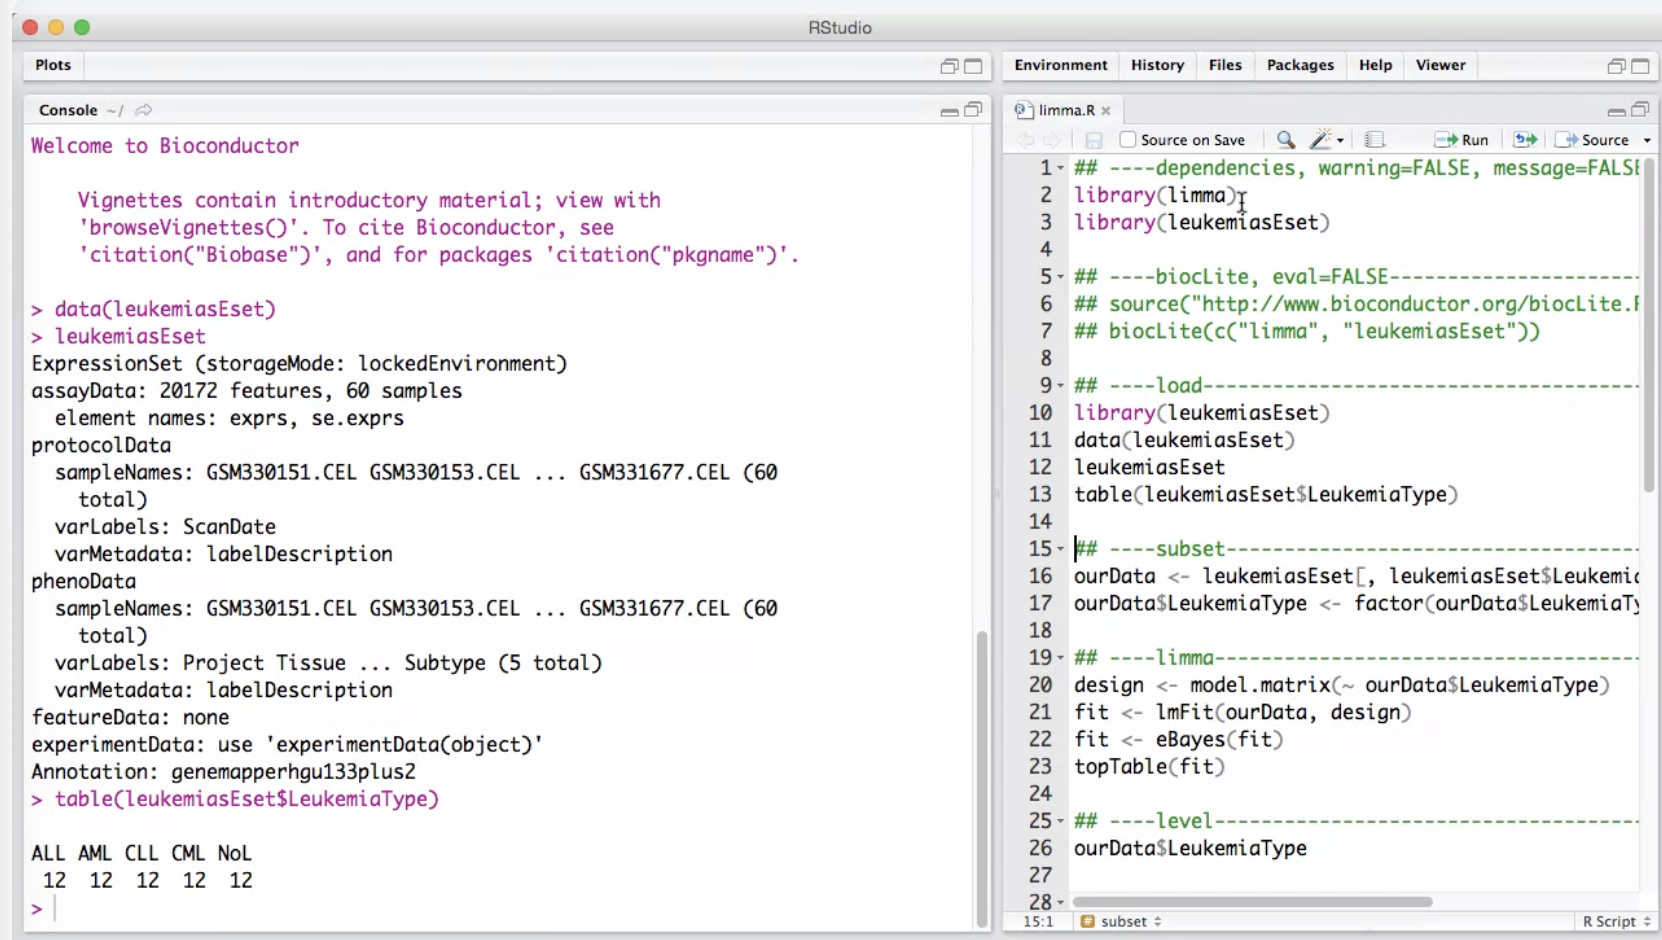 RStudio
Plots
Console ~/
Welcome to Bioconductor
Vignettes contain introductory material; view with
'browseVignettes()'. To cite Bioconductor, see
'citation("Biobase")', and for packages 'citation("pkgname")'.
> data(leukemiasEset)
> leukemiasEset
ExpressionSet (storageMode: lockedEnvironment)
assayData: 20172 features, 60 samples
element names: exprs, se.exprs
protocolData
sampleNames: GSM330151.CEL GSM330153.CEL ... GSM331677.CEL (60
total)
varLabels: ScanDate
varMetadata: labelDescription
phenoData
sampleNames: GSM330151.CEL GSM330153.CEL ... GSM331677.CEL (60
total)
varLabels: Project Tissue ... Subtype (5 total)
varMetadata: labelDescription
featureData: none
experimentData: use 'experimentData(object)'
Annotation: genemapperhgu133plus2
> table(leukemiasEset$LeukemiaType)
ALL AML CLL CML NoL
12 12 12 12 12
>
Environment History Files Packages Help Viewer
limma.R
Source on Save Run Source
1 ## ----dependencies, warning=FALSE, message=FALSE
2 library(limma)
3 library(leukemiasEset)
4
5 ## ----biocLite, eval=FALSE-------------------------
6 ## source("http://www.bioconductor.org/biocLite.R
7 ## biocLite(c("limma", "leukemiasEset"))
8
9 ## ----load--------------------------------------
10 library(leukemiasEset)
11 data(leukemiasEset)
12 leukemiasEset
13 table(leukemiasEset$LeukemiaType)
14
15 ## ----subset------------------------------------
16 ourData <- leukemiasEset[, leukemiasEset$Leukemia
17 ourData$LeukemiaType <- factor(ourData$LeukemiaTy
18
19 ## ----limma-------------------------------------
20 design <- model.matrix(~ ourData$LeukemiaType)
21 fit <- lmFit(ourData, design)
22 fit <- eBayes(fit)
23 topTable(fit)
24
25 ## ----level-------------------------------------
26 ourData$LeukemiaType
27
28
15:1 # subset R Script